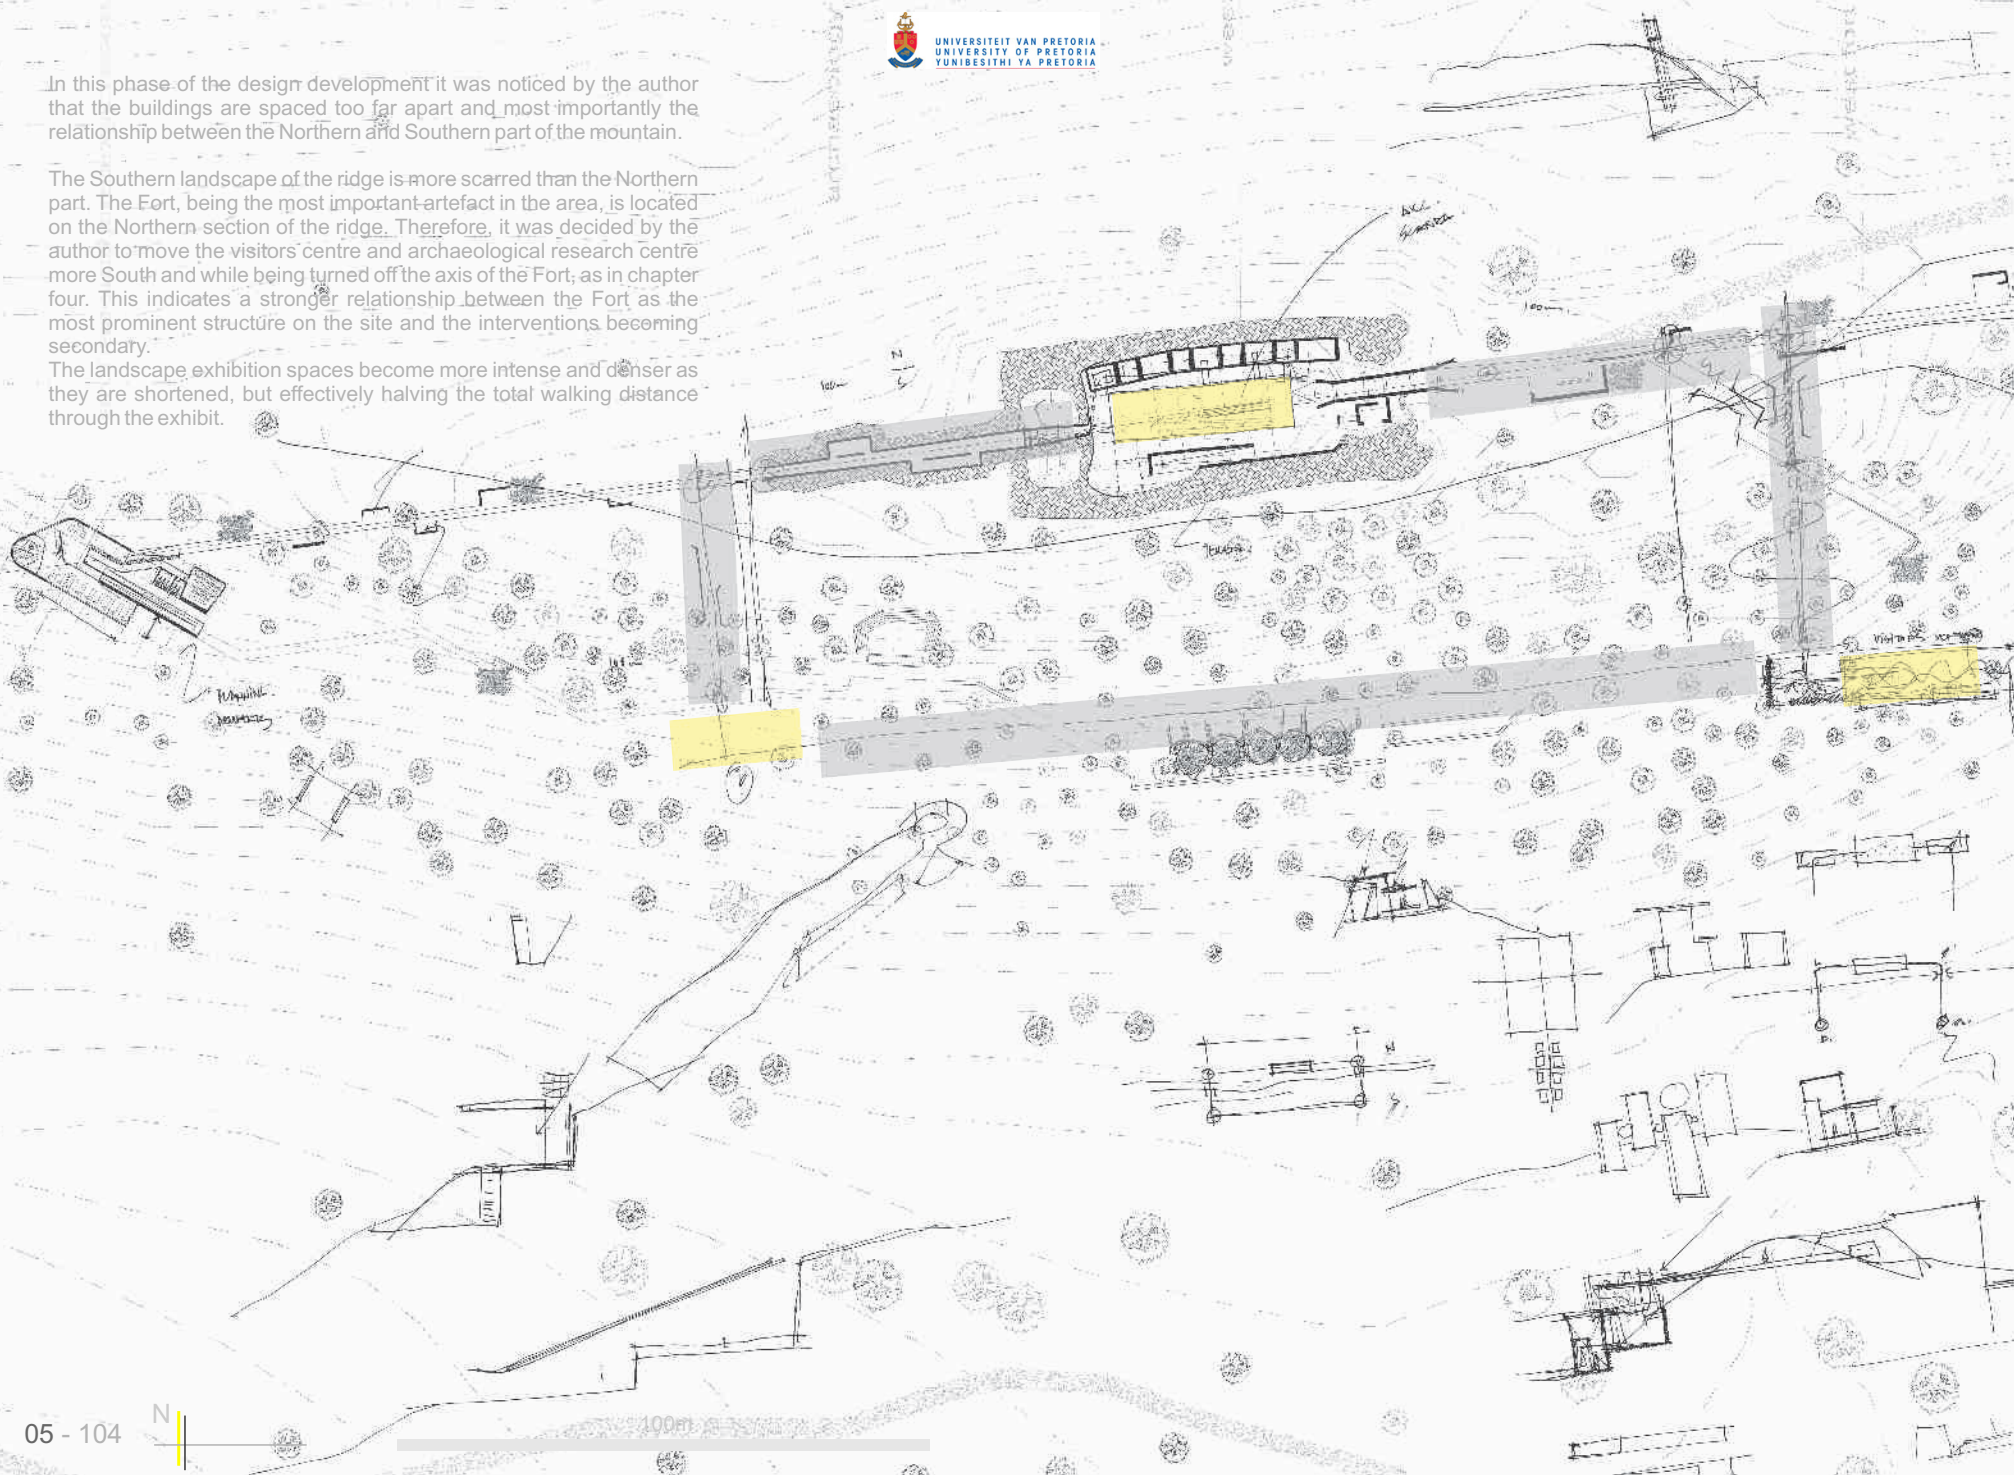 UNIVERSITEIT VAN PRETORIA
UNIVERSITY OF PRETORIA
YUNIBESITHI YA PRETORIA
In this phase of the design development it was noticed by the author
that the buildings are spaced too far apart and most importantly the
relationship between the Northern and Southern part of the mountain.
The Southern landscape of the ridge is more scarred than the Northern
part. The Fort, being the most important artefact in the area, is located
on the Northern section of the ridge. Therefore, it was decided by the
author to move the visitors centre and archaeological research centre
more South and while being turned off the axis of the Fort, as in chapter
four. This indicates a stronger relationship between the Fort as the
most prominent structure on the site and the interventions becoming
secondary.
The landscape exhibition spaces become more intense and denser as
they are shortened, but effectively halving the total walking distance
through the exhibit.
N
S
100m
100m
N
S
N
100m
05 - 104